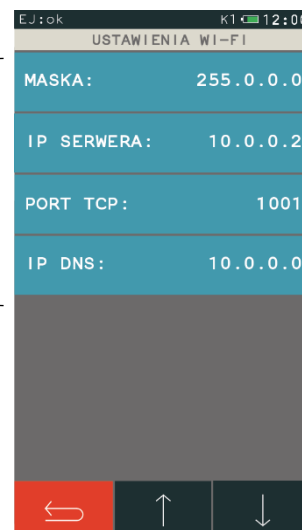 EJ:ok K1 12:00
USTAWIENIA WI-FI
MASKA: 255.0.0.0
IP SERWERA: 10.0.0.2
PORT TCP: 1001
IP DNS: 10.0.0.0